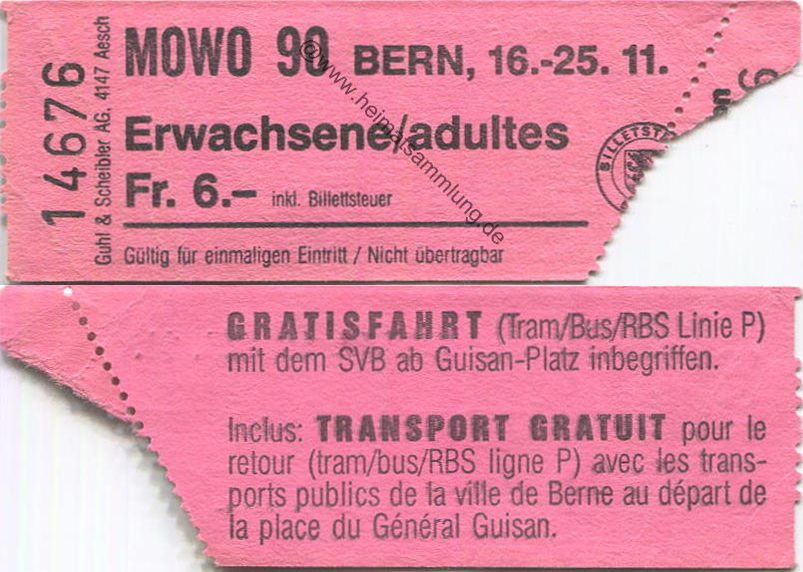 14676
Guhl & Scheibler AG, 4147 Aesch
MOWO 90 BERN, 16.-25. 11.
Erwachsene/adultes
Fr. 6.– inkl. Billettsteuer
Gültig für einmaligen Eintritt / Nicht übertragbar
@www.heimatsammlung.de
GRATISFAHRT (Tram/Bus/RBS Linie P)
mit dem SVB ab Guisan-Platz inbegriffen.
Inclus: TRANSPORT GRATUIT pour le
retour (tram/bus/RBS ligne P) avec les trans-
ports publics de la ville de Berne au départ de
la place du Général Guisan.